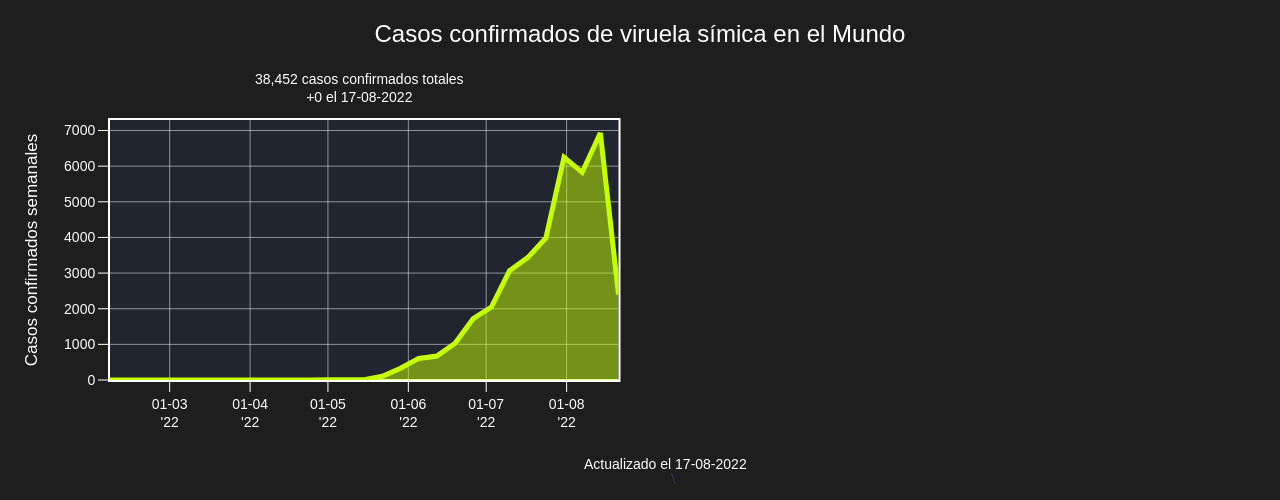 Casos confirmados de viruela símica en el Mundo
38,452 casos confirmados totales
+0 el 17-08-2022
Casos confirmados semanales
7000
6000
5000
4000
3000
2000
1000
0
01-03 01-04 01-05 01-06 01-07 01-08
'22 '22 '22 '22 '22 '22
Actualizado el 17-08-2022
\